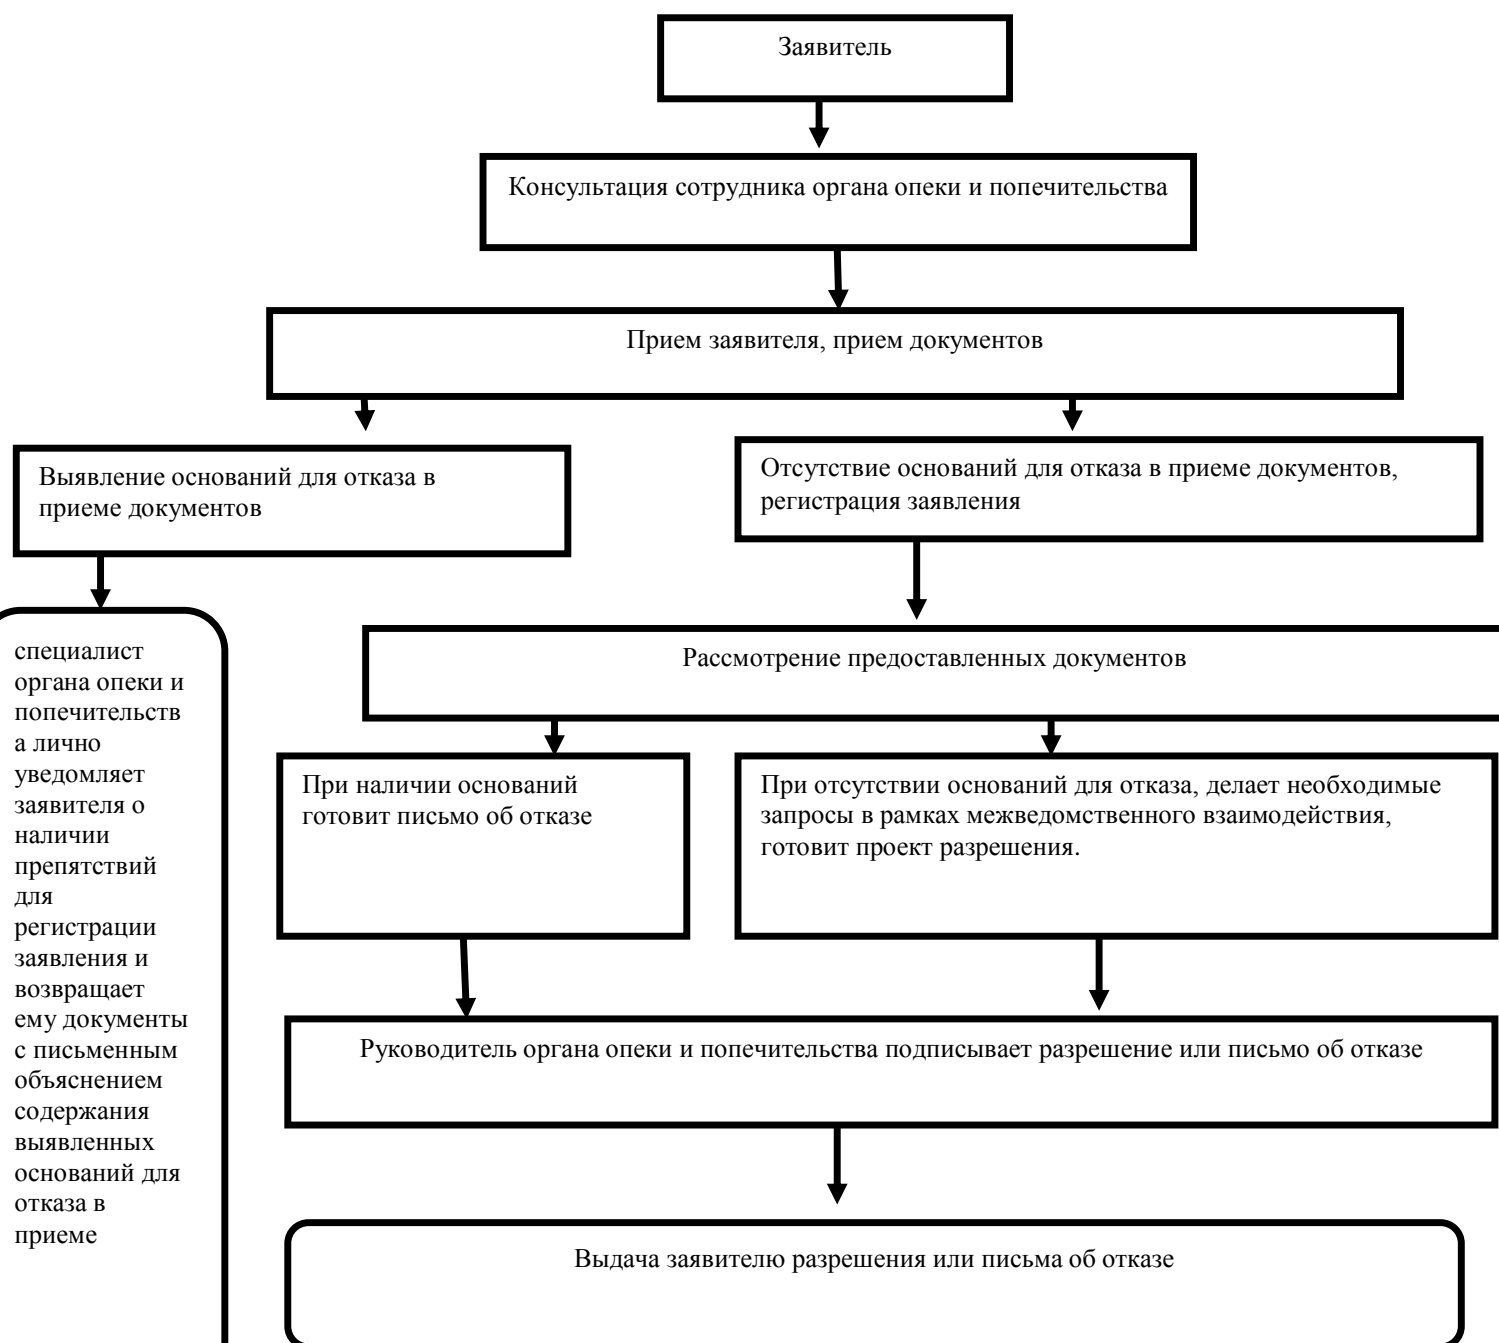 Заявитель
Консультация сотрудника органа опеки и попечительства
Прием заявителя, прием документов
Выявление оснований для отказа в
приеме документов
Отсутствие оснований для отказа в приеме документов,
регистрация заявления
специалист
органа опеки и
попечительств
а лично
уведомляет
заявителя о
наличии
препятствий
для
регистрации
заявления и
возвращает
ему документы
с письменным
объяснением
содержания
выявленных
оснований для
отказа в
приеме
Рассмотрение предоставленных документов
При наличии оснований
готовит письмо об отказе
При отсутствии оснований для отказа, делает необходимые
запросы в рамках межведомственного взаимодействия,
готовит проект разрешения.
Руководитель органа опеки и попечительства подписывает разрешение или письмо об отказе
Выдача заявителю разрешения или письма об отказе